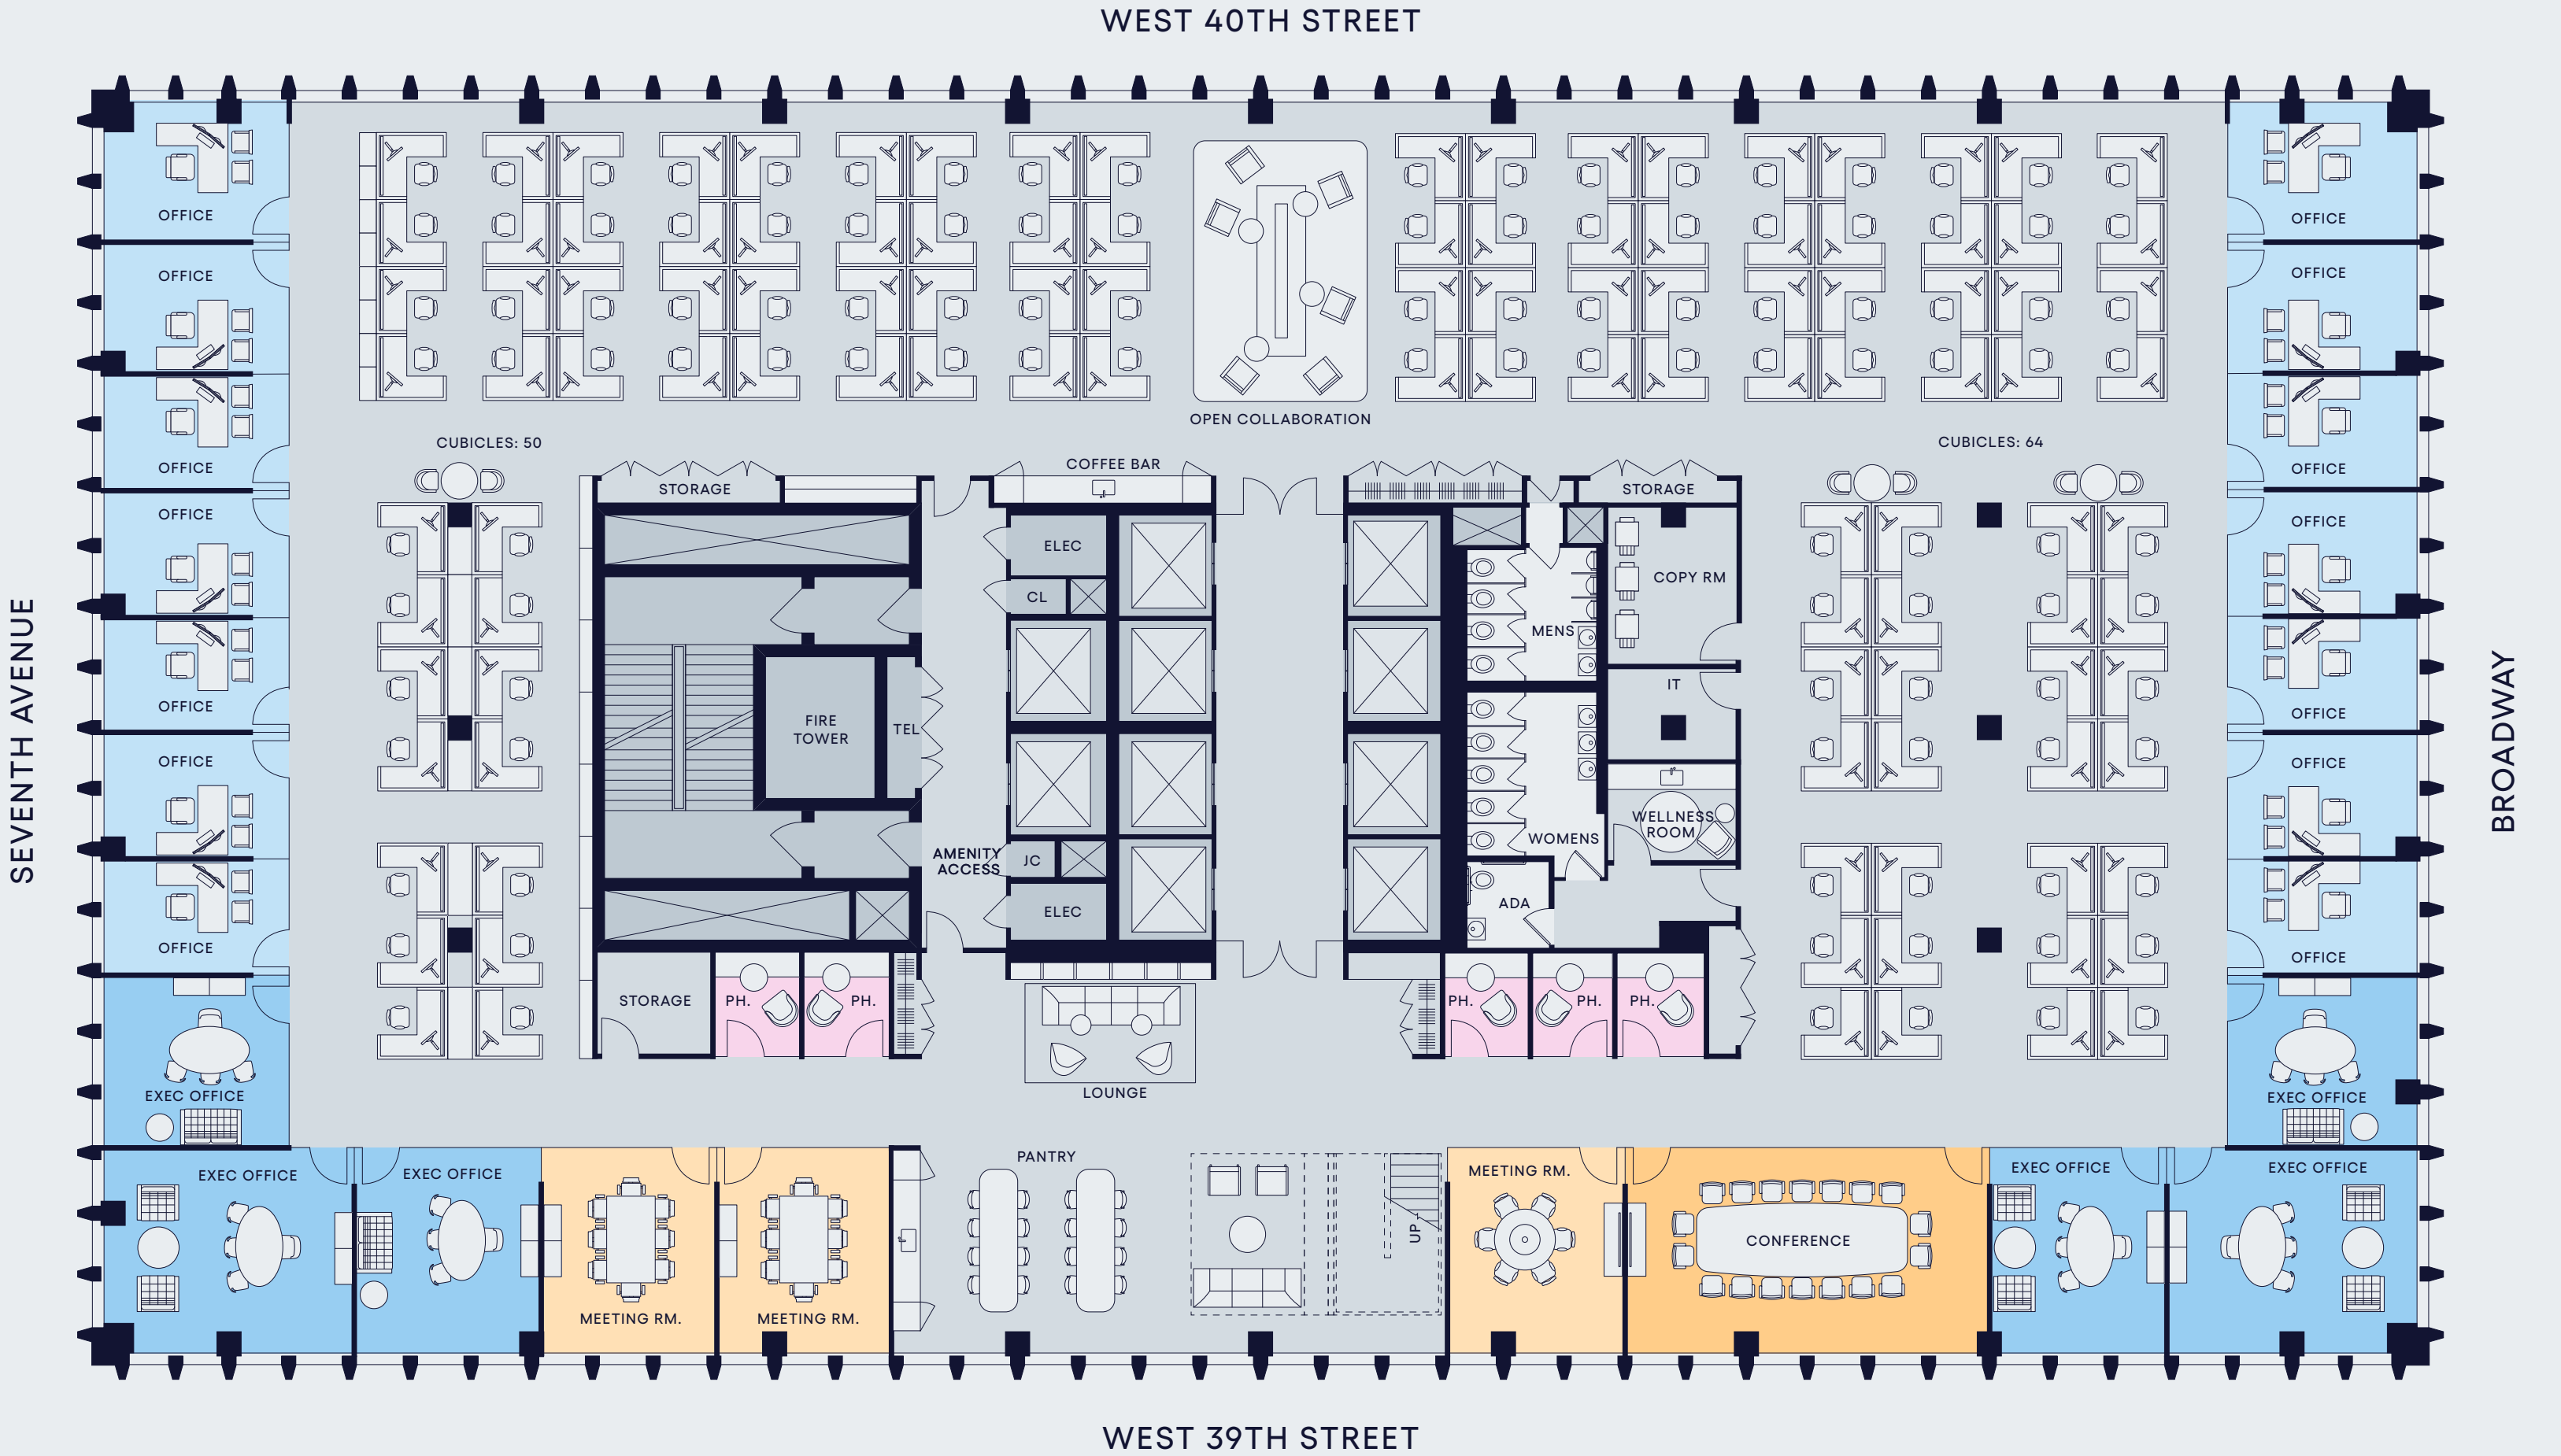 WEST 40TH STREET
OFFICE
OFFICE
OFFICE
OFFICE
OFFICE
OFFICE
OFFICE
OPEN COLLABORATION
CUBICLES: 50
CUBICLES: 64
COFFEE BAR
STORAGE
STORAGE
OFFICE
OFFICE
OFFICE
ELEC
COPY RM
CL
MENS
IT
SEVENTH AVENUE
BROADWAY
OFFICE
OFFICE
FIRE
TOWER
TEL
OFFICE
OFFICE
WELLNESS
ROOM
WOMENS
AMENITY
ACCESS
JC
ADA
ELEC
OFFICE
OFFICE
STORAGE
PH.
PH.
PH.
PH.
PH.
LOUNGE
EXEC OFFICE
EXEC OFFICE
PANTRY
EXEC OFFICE
EXEC OFFICE
MEETING RM.
EXEC OFFICE
EXEC OFFICE
UP
CONFERENCE
MEETING RM.
MEETING RM.
WEST 39TH STREET